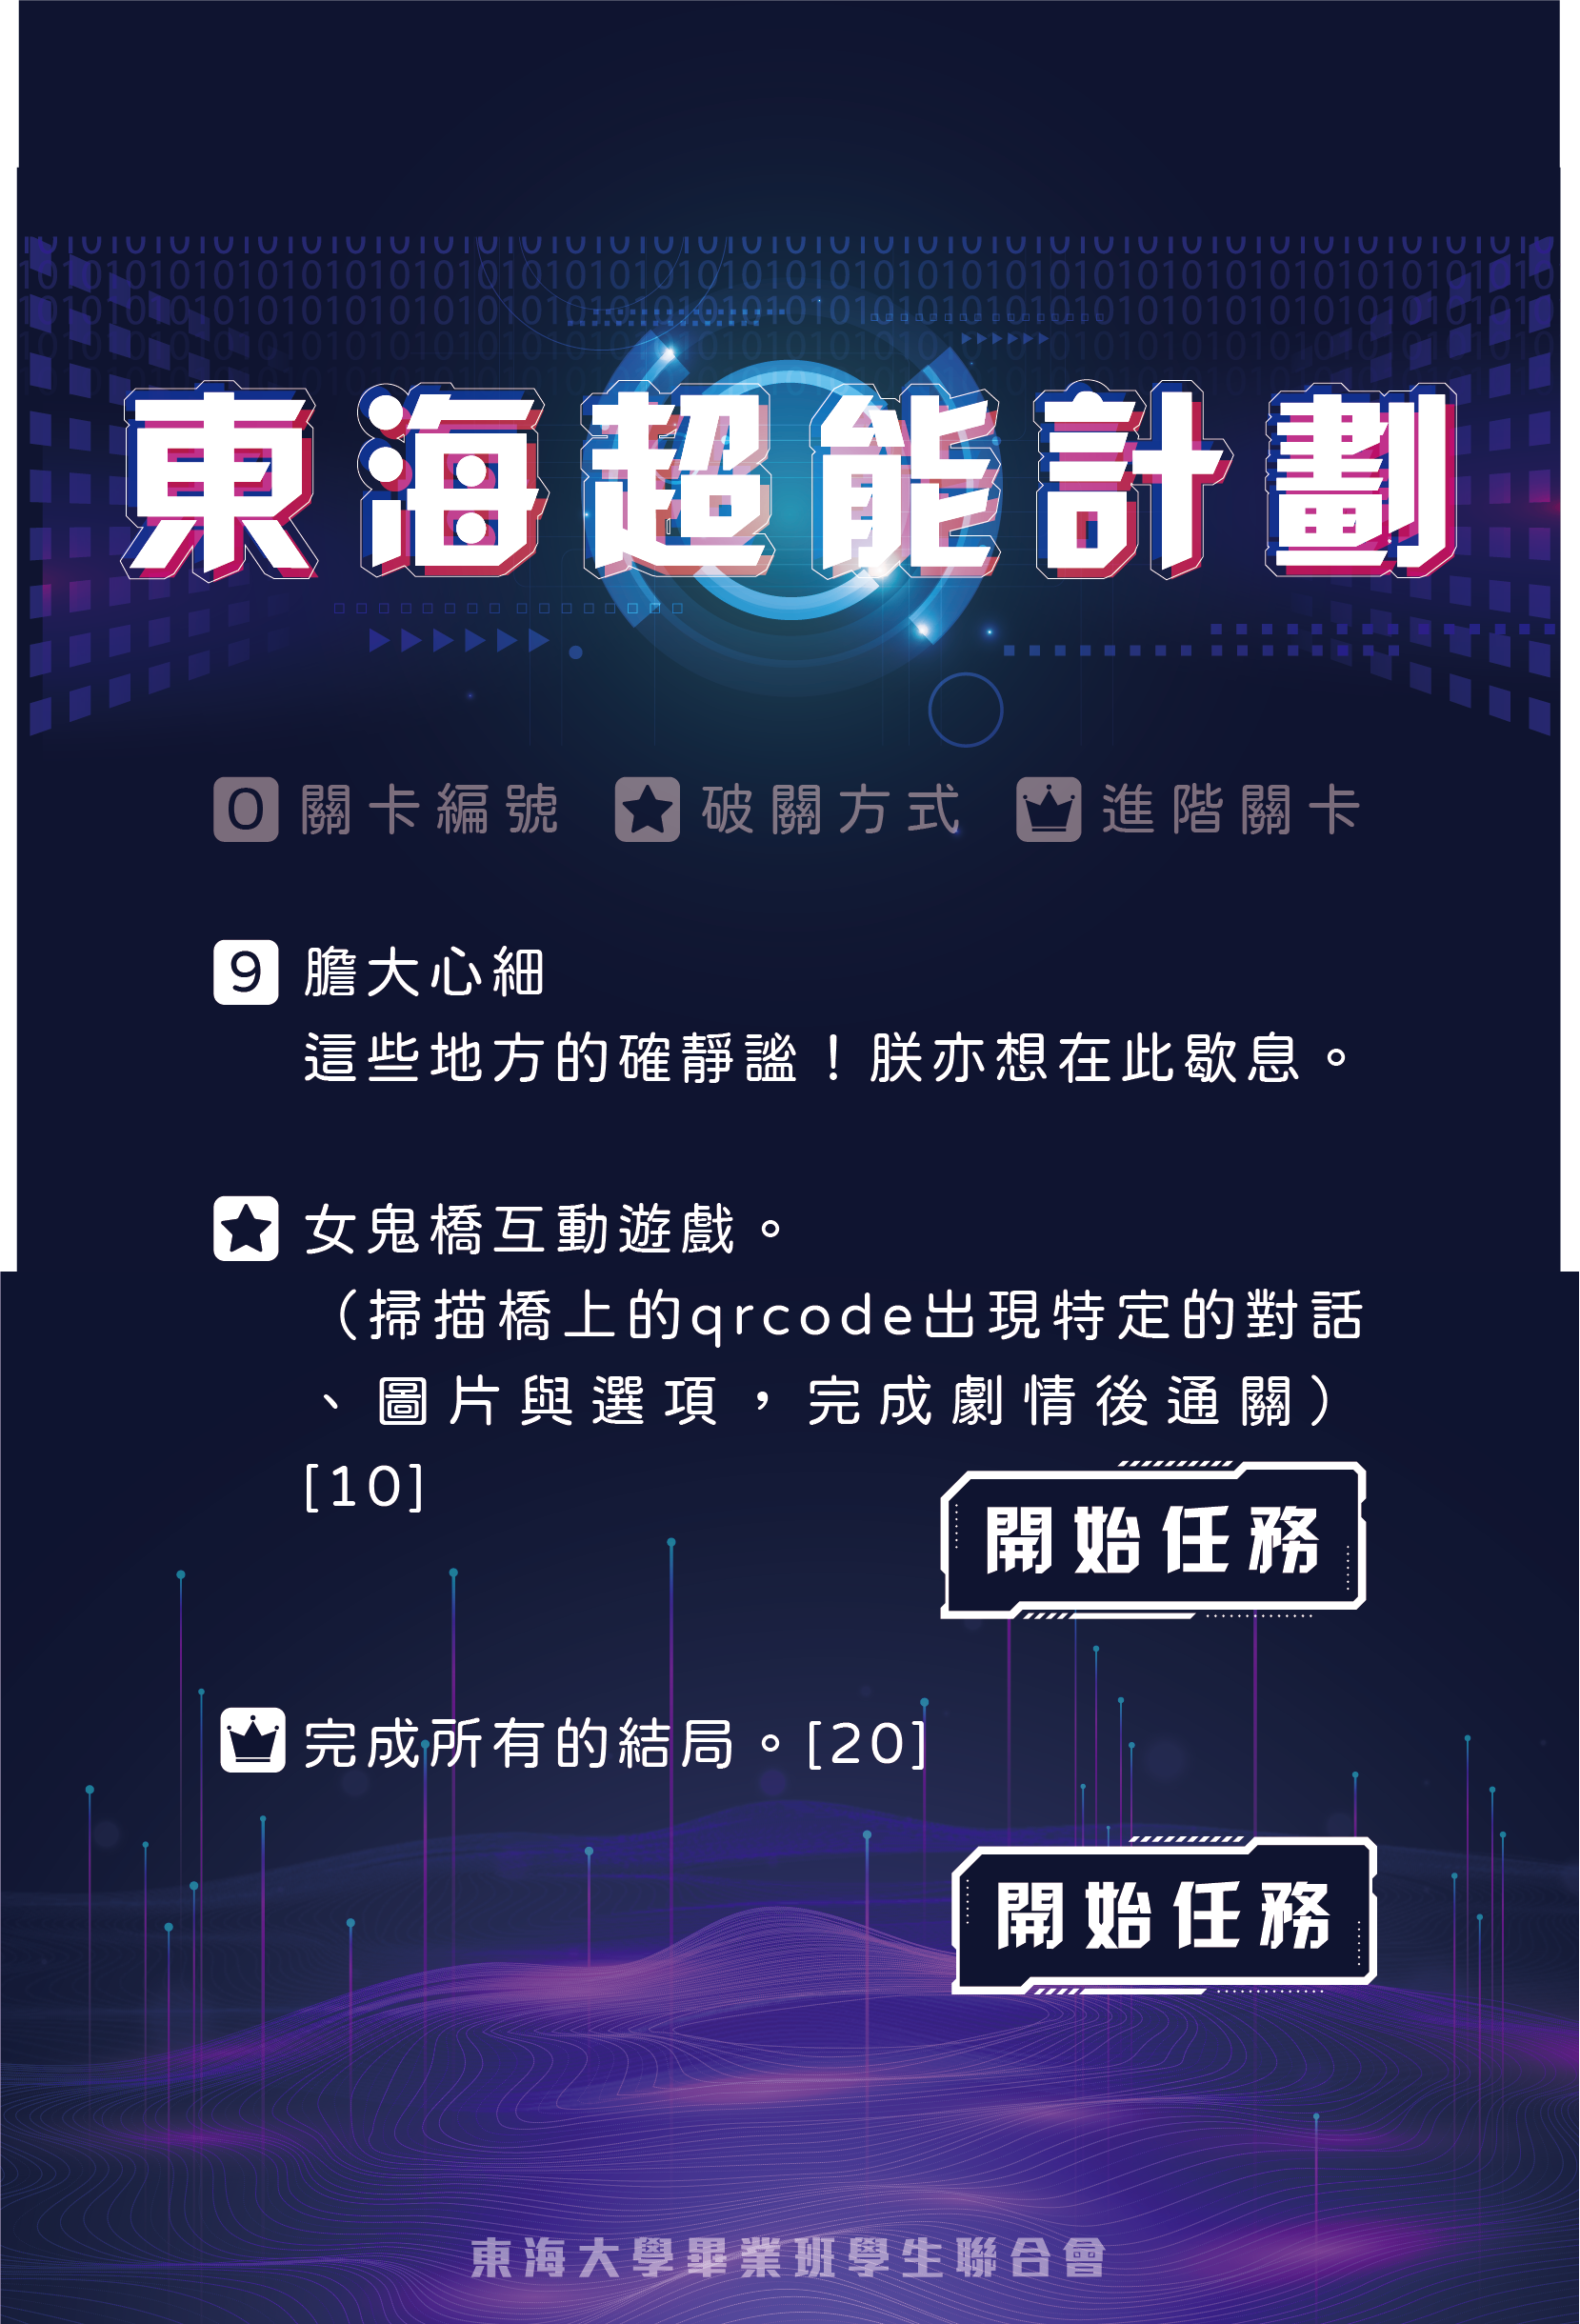 東海超能計劃
0 關卡編號 破關方式 進階關卡
9 膽大心細
這些地方的確靜謐！朕亦想在此歇息。
女鬼橋互動遊戲。
（掃描橋上的qrcode出現特定的對話
、圖片與選項，完成劇情後通關）
[10]
開始任務
完成所有的結局。[20]
開始任務
東海大學畢業班學生聯合會